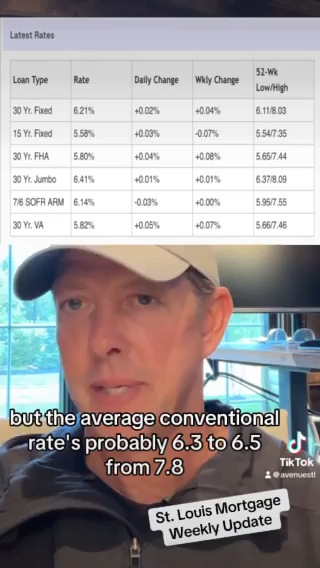 Latest Rates
Loan Type Rate Daily Change Wkly Change 52-Wk Low/High
30 Yr. Fixed 6.21% +0.02% +0.04% 6.11/8.03
15 Yr. Fixed 5.58% +0.03% -0.07% 5.54/7.35
30 Yr. FHA 5.80% +0.04% +0.08% 5.65/7.44
30 Yr. Jumbo 6.41% +0.01% +0.01% 6.37/8.09
7/6 SOFR ARM 6.14% -0.03% +0.00% 5.95/7.55
30 Yr. VA 5.82% +0.05% +0.07% 5.66/7.46
but the average conventional
rate's probably 6.3 to 6.5
from 7.8
TikTok
@avenuestl
St. Louis Mortgage
Weekly Update